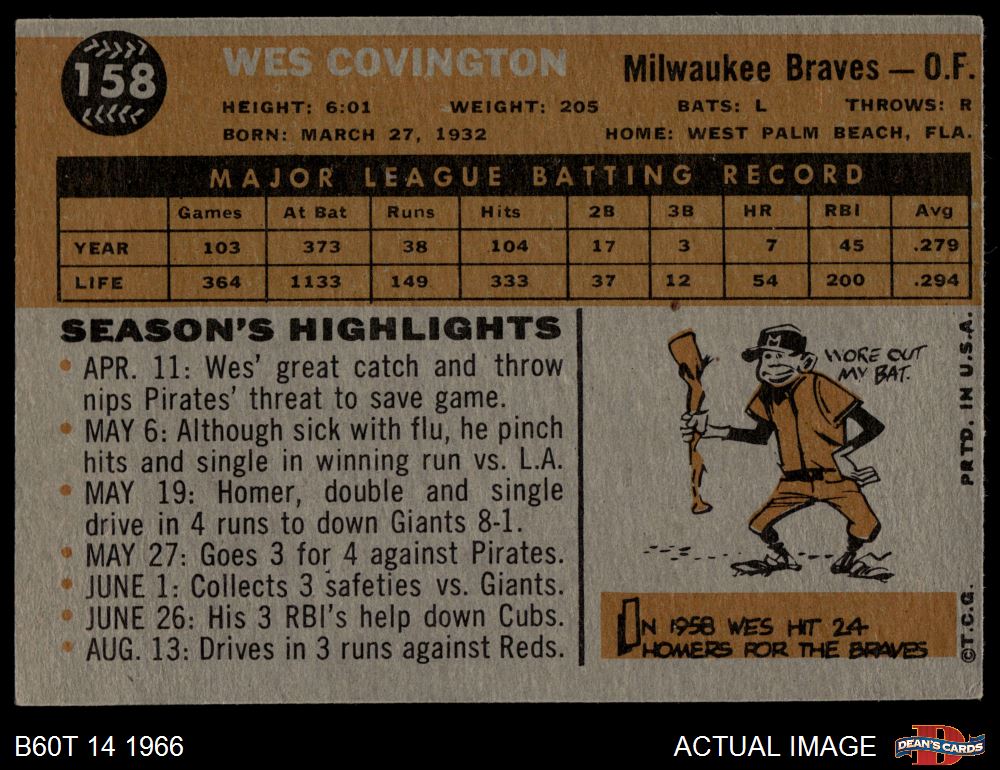 158
WES COVINGTON
Milwaukee Braves — O.F.
HEIGHT: 6:01 WEIGHT: 205 BATS: L THROWS: R
BORN: MARCH 27, 1932 HOME: WEST PALM BEACH, FLA.
MAJOR LEAGUE BATTING RECORD
Games At Bat Runs Hits 2B 3B HR RBI Avg
YEAR 103 373 38 104 17 3 7 45 .279
LIFE 364 1133 149 333 37 12 54 200 .294
SEASON'S HIGHLIGHTS
• APR. 11: Wes' great catch and throw
nips Pirates' threat to save game.
• MAY 6: Although sick with flu, he pinch
hits and single in winning run vs. L.A.
• MAY 19: Homer, double and single
drive in 4 runs to down Giants 8-1.
• MAY 27: Goes 3 for 4 against Pirates.
• JUNE 1: Collects 3 safeties vs. Giants.
• JUNE 26: His 3 RBI's help down Cubs.
• AUG. 13: Drives in 3 runs against Reds.
M
WORE OUT
MY BAT.
IN 1958 WES HIT 24
HOMERS FOR THE BRAVES
©T.C.G. PRTD. IN U.S.A.
B60T 14 1966
ACTUAL IMAGE
D
DEAN'S CARDS